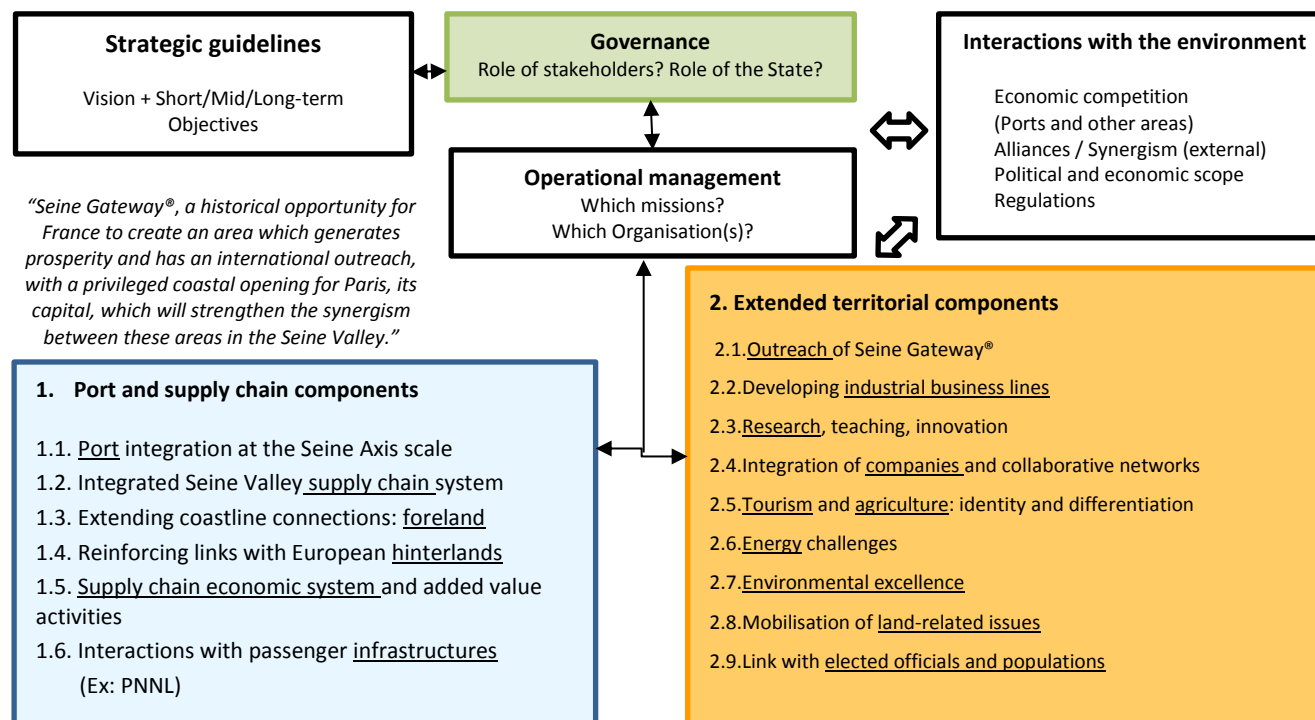 Strategic guidelines
Vision + Short/Mid/Long-term
Objectives
Governance
Role of stakeholders? Role of the State?
Interactions with the environment
Economic competition
(Ports and other areas)
Alliances / Synergism (external)
Political and economic scope
Regulations
Operational management
Which missions?
Which Organisation(s)?
“Seine Gateway®, a historical opportunity for
France to create an area which generates
prosperity and has an international outreach,
with a privileged coastal opening for Paris, its
capital, which will strengthen the synergism
between these areas in the Seine Valley.”
1. Port and supply chain components
1.1. Port integration at the Seine Axis scale
1.2. Integrated Seine Valley supply chain system
1.3. Extending coastline connections: foreland
1.4. Reinforcing links with European hinterlands
1.5. Supply chain economic system and added value
activities
1.6. Interactions with passenger infrastructures
(Ex: PNNL)
2. Extended territorial components
2.1.Outreach of Seine Gateway®
2.2.Developing industrial business lines
2.3.Research, teaching, innovation
2.4.Integration of companies and collaborative networks
2.5.Tourism and agriculture: identity and differentiation
2.6.Energy challenges
2.7.Environmental excellence
2.8.Mobilisation of land-related issues
2.9.Link with elected officials and populations